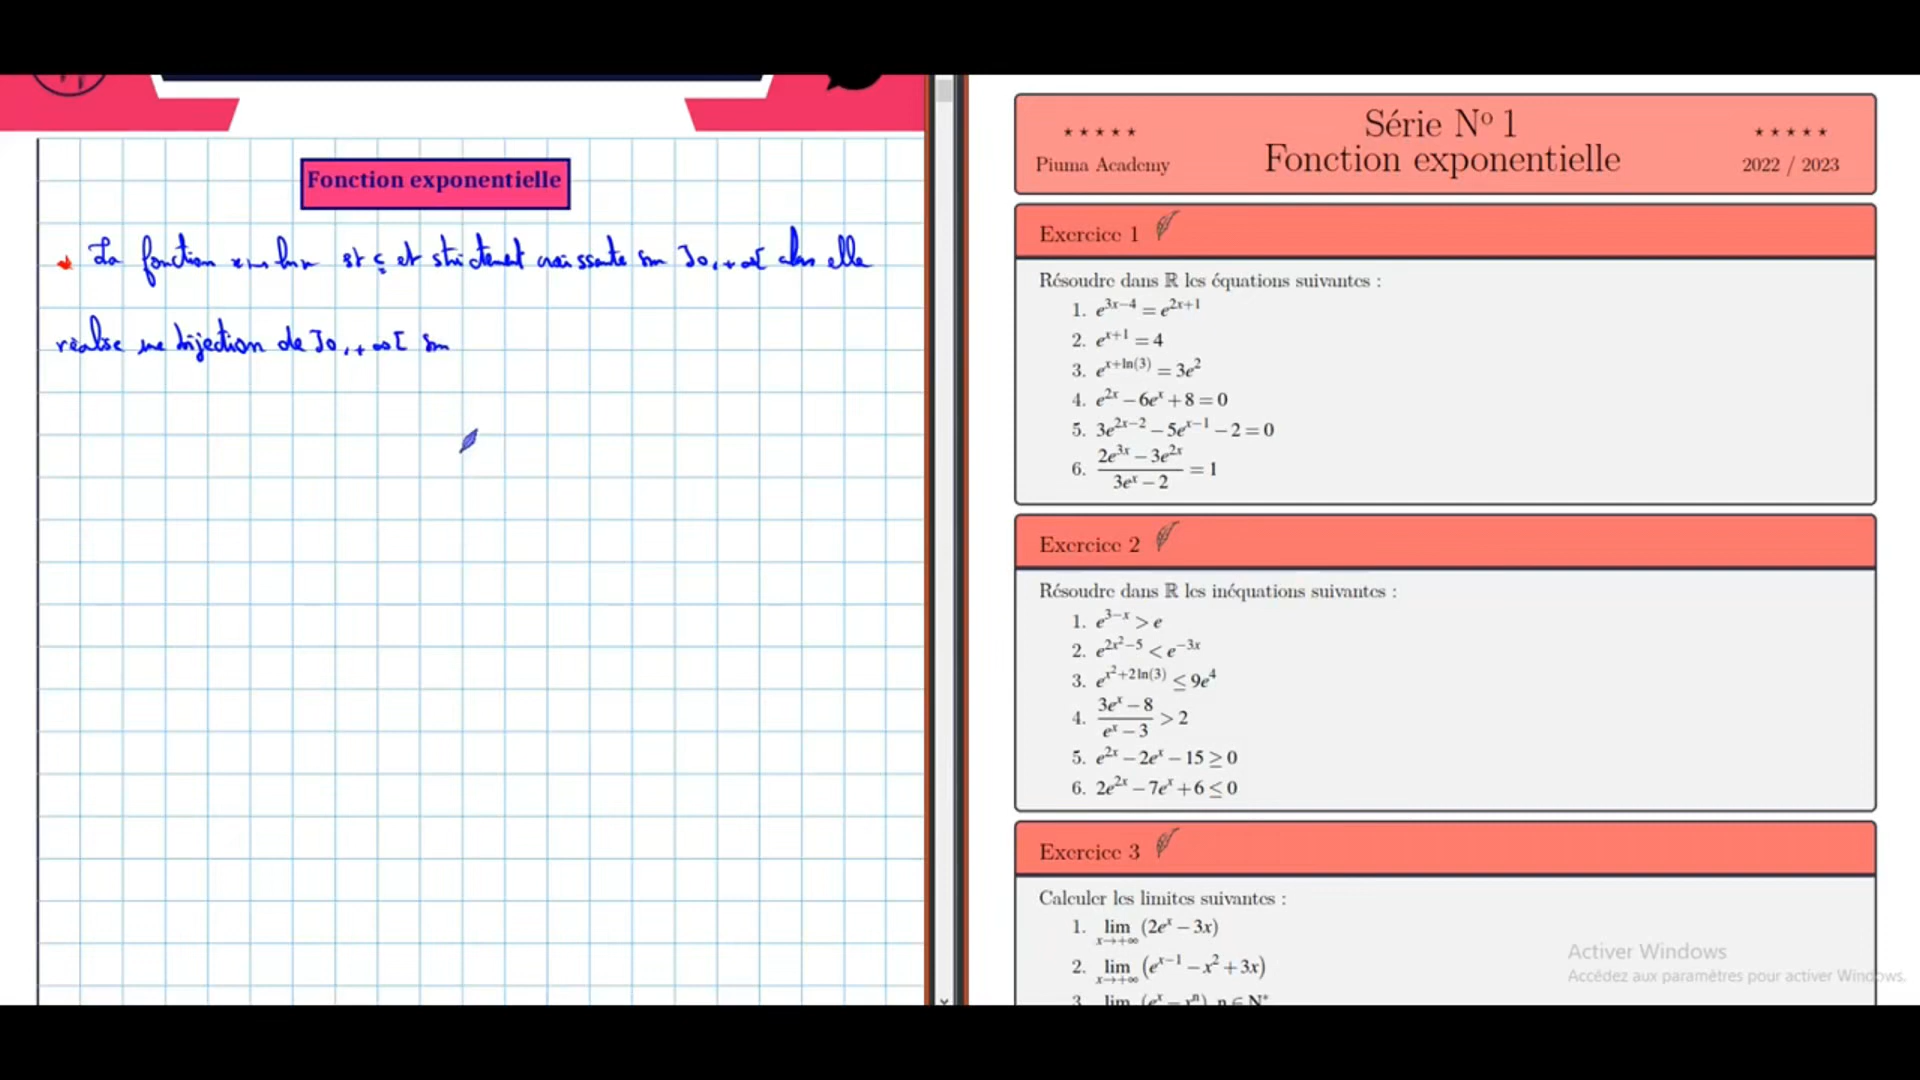 Fonction exponentielle
La fonction x ↦ ln x est ç et strictement croissante sur ]0,+∞[ alors elle
réalise une bijection de ]0,+∞[ sur
★★★★★
Piuma Academy
Série Nº 1
Fonction exponentielle
★★★★★
2022 / 2023
Exercice 1
Résoudre dans ℝ les équations suivantes :
1. e^{3x−4} = e^{2x+1}
2. e^{x+1} = 4
3. e^{x+ln(3)} = 3e^2
4. e^{2x} − 6e^x + 8 = 0
5. 3e^{2x−2} − 5e^{x−1} − 2 = 0
6. (2e^{3x} − 3e^{2x})/(3e^x − 2) = 1
Exercice 2
Résoudre dans ℝ les inéquations suivantes :
1. e^{3−x} > e
2. e^{2x^2−5} < e^{−3x}
3. e^{x^2+2ln(3)} ≤ 9e^4
4. (3e^x − 8)/(e^x − 3) > 2
5. e^{2x} − 2e^x − 15 ≥ 0
6. 2e^{2x} − 7e^x + 6 ≤ 0
Exercice 3
Calculer les limites suivantes :
1. lim x→+∞ (2e^x − 3x)
2. lim x→+∞ (e^{x−1} − x^2 + 3x)
3. lim (e^x − x^n), n ∈ ℕ*
Activer Windows
Accédez aux paramètres pour activer Windows.